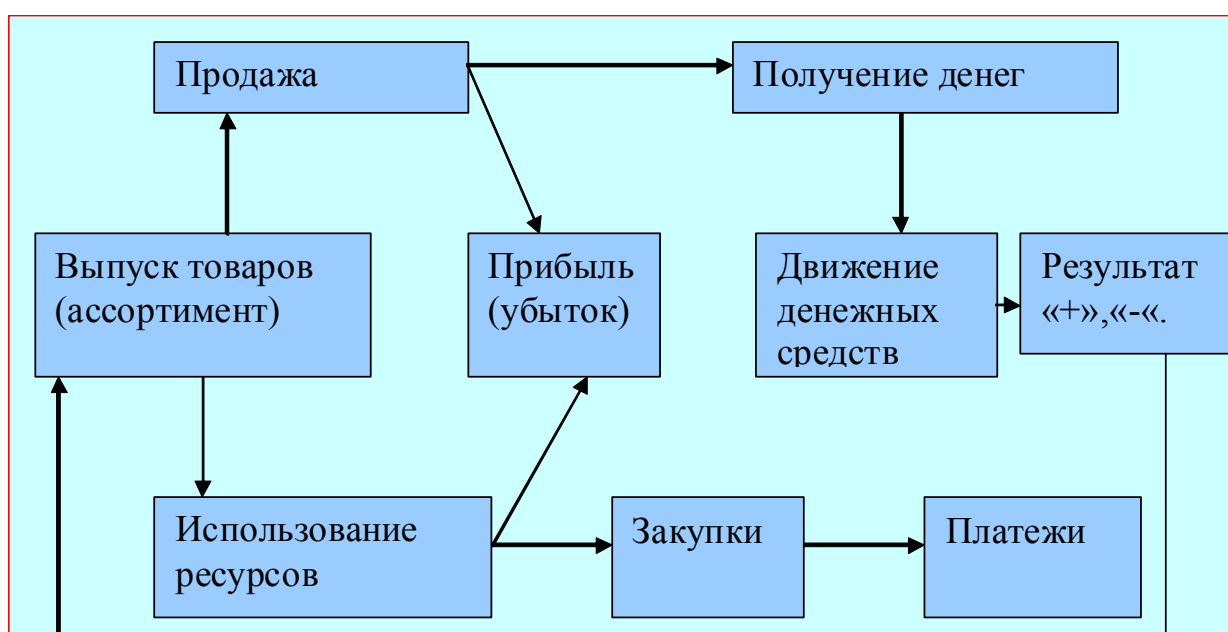 Продажа
Получение денег
Выпуск товаров
(ассортимент)
Прибыль
(убыток)
Движение
денежных
средств
Результат
«+»,«-«.
Использование
ресурсов
Закупки
Платежи